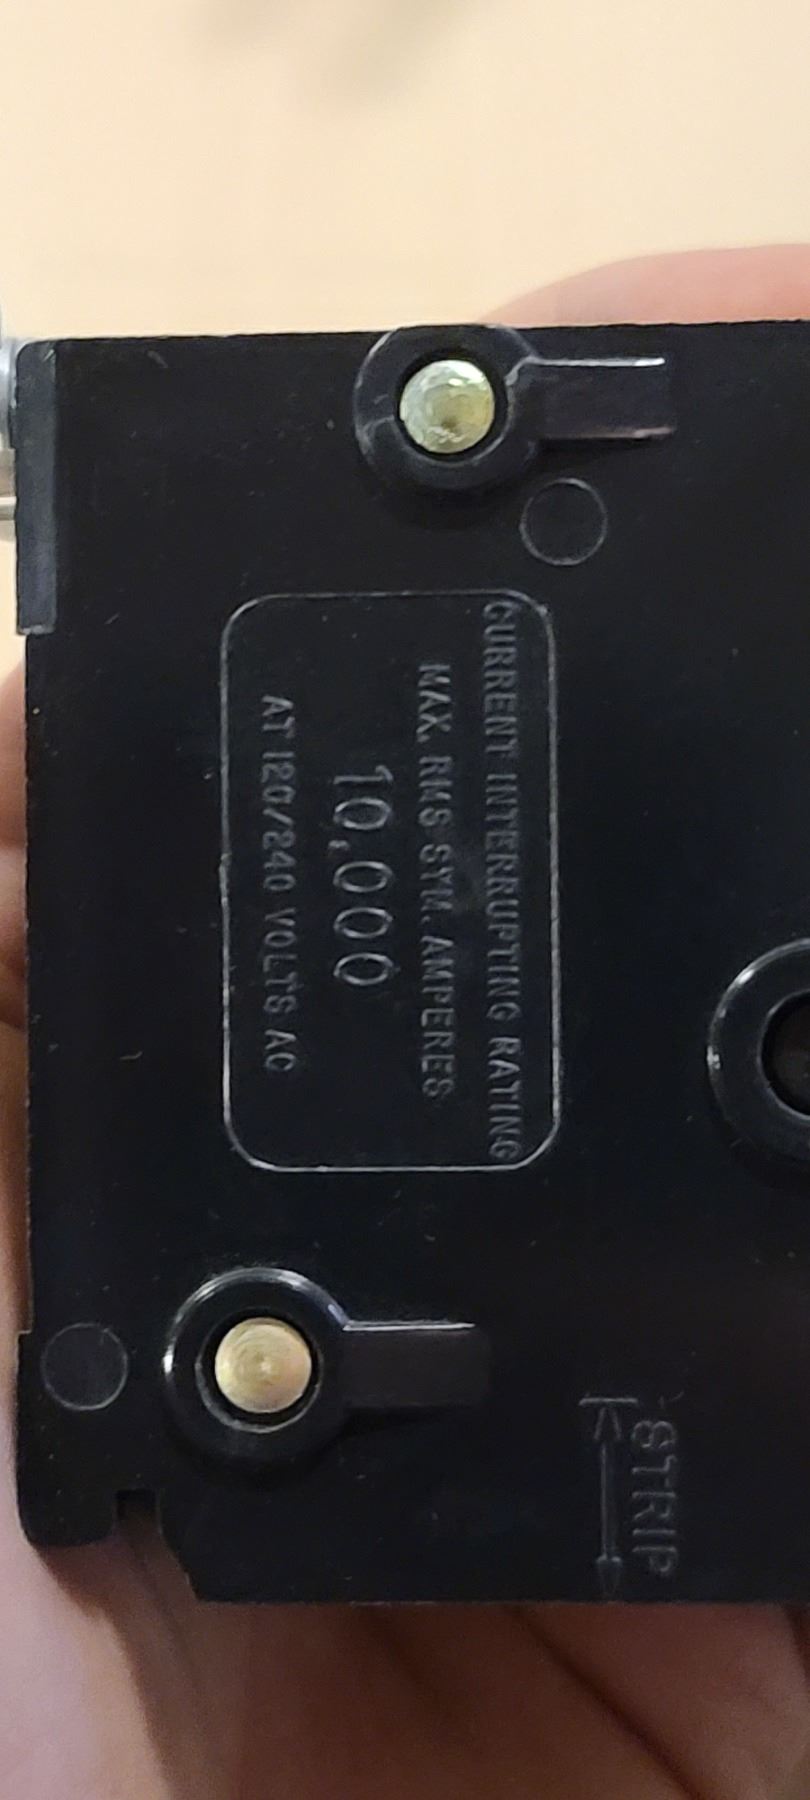 CURRENT INTERRUPTING RATING
MAX. RMS SYM. AMPERES
10,000
AT 120/240 VOLTS AC
STRIP